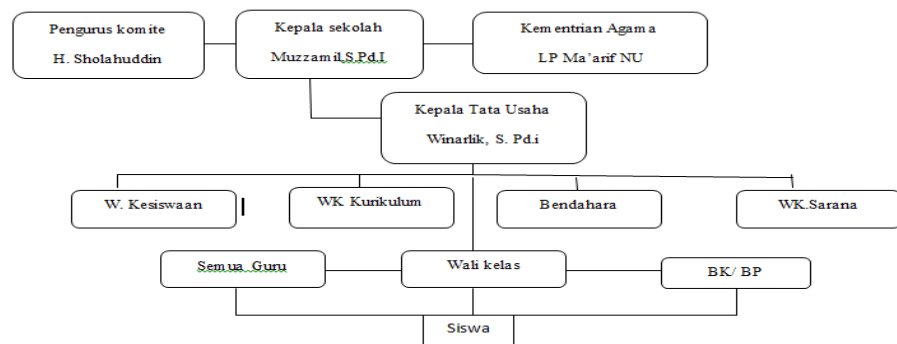 Pengurus komite
H. Sholahuddin
Kepala sekolah
Muzzamil,S.Pd.I
Kementrian Agama
LP Ma’arif NU
Kepala Tata Usaha
Winarlik, S. Pd.i
W. Kesiswaan
WK Kurikulum
Bendahara
WK.Sarana
Semua Guru
Wali kelas
BK/ BP
Siswa